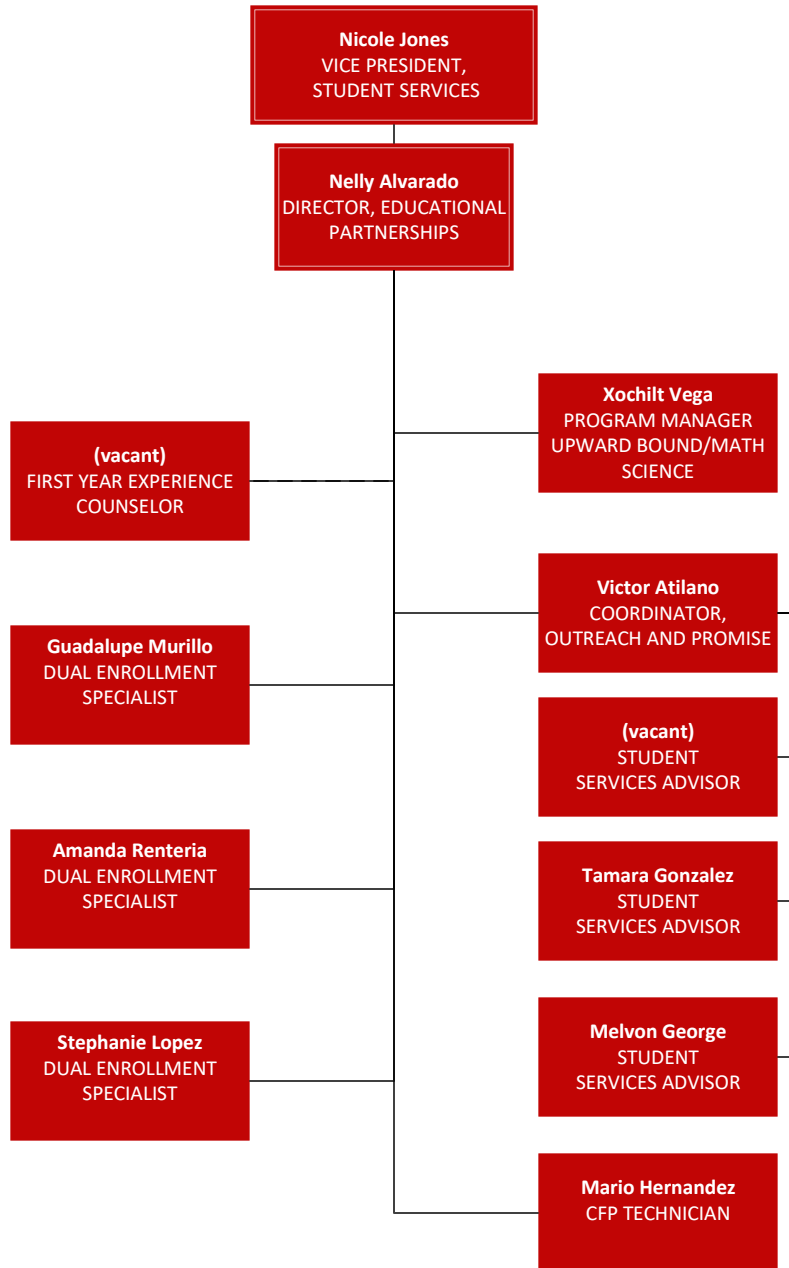 Nicole Jones
VICE PRESIDENT,
STUDENT SERVICES
Nelly Alvarado
DIRECTOR, EDUCATIONAL
PARTNERSHIPS
(vacant)
FIRST YEAR EXPERIENCE
COUNSELOR
Guadalupe Murillo
DUAL ENROLLMENT
SPECIALIST
Amanda Renteria
DUAL ENROLLMENT
SPECIALIST
Stephanie Lopez
DUAL ENROLLMENT
SPECIALIST
Xochilt Vega
PROGRAM MANAGER
UPWARD BOUND/MATH
SCIENCE
Victor Atilano
COORDINATOR,
OUTREACH AND PROMISE
(vacant)
STUDENT
SERVICES ADVISOR
Tamara Gonzalez
STUDENT
SERVICES ADVISOR
Melvon George
STUDENT
SERVICES ADVISOR
Mario Hernandez
CFP TECHNICIAN